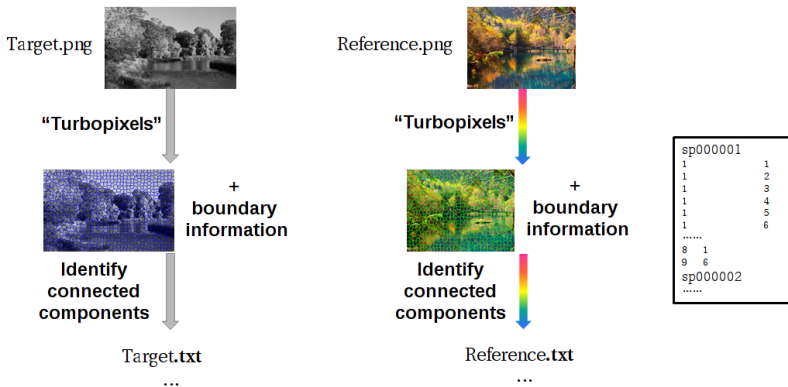 Target.png
“Turbopixels”
+
boundary
information
Identify
connected
components
Target.txt
...
Reference.png
“Turbopixels”
+
boundary
information
Identify
connected
components
Reference.txt
...
sp000001
1 1
1 2
1 3
1 4
1 5
1 6
......
8 1
9 6
sp000002
......